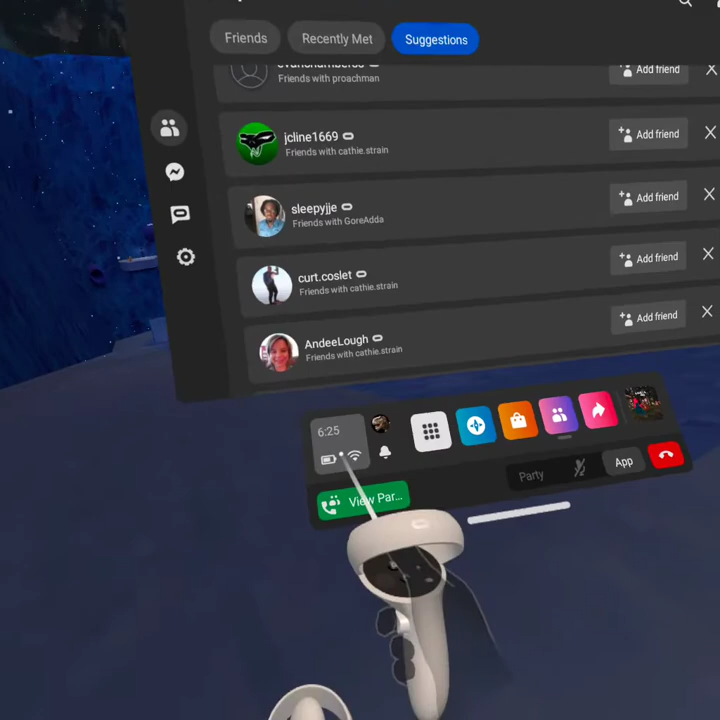 Friends
Recently Met
Suggestions
Friends with proachman
Add friend
jcline1669
Friends with cathie.strain
Add friend
sleepyjje
Friends with GoreAdda
Add friend
curt.coslet
Friends with cathie.strain
Add friend
AndeeLough
Friends with cathie.strain
Add friend
6:25
Party
App
View Par...